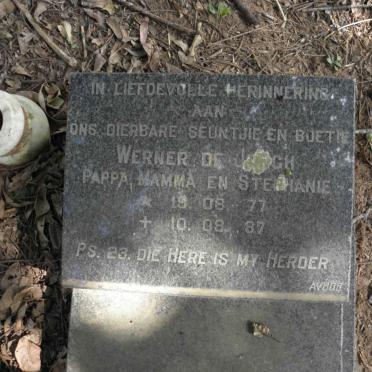 IN LIEFDEVOLLE HERINNERING
AAN
ONS DIERBARE SEUNTJIE EN BOETIE
WERNER DE
PAPPA, MAMMA EN STEPHANIE
* 19.08.77
+ 10.09.87
PS. 23. DIE HERE IS MY HERDER
AVBOB